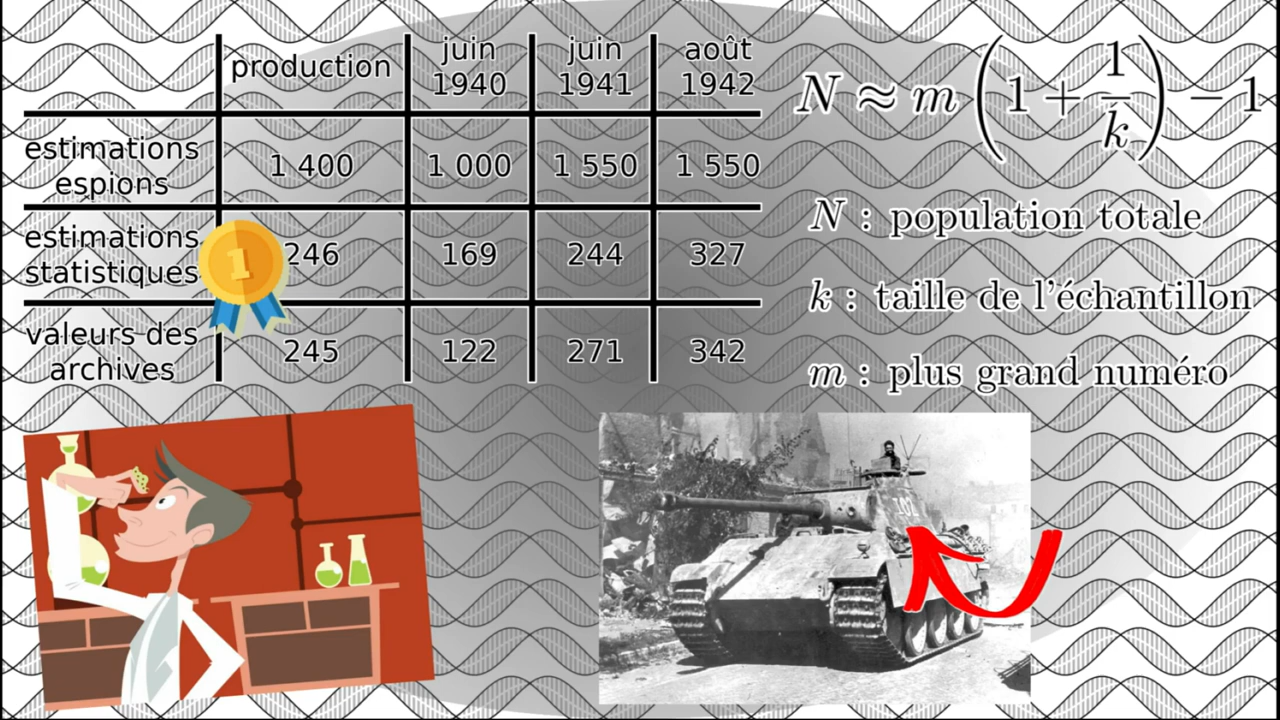 production
juin
1940
juin
1941
août
1942
estimations
espions
1 400
1 000
1 550
1 550
estimations
statistiques
1
246
169
244
327
valeurs des
archives
245
122
271
342
N ≈ m (1 + 1/k) − 1
N : population totale
k : taille de l'échantillon
m : plus grand numéro